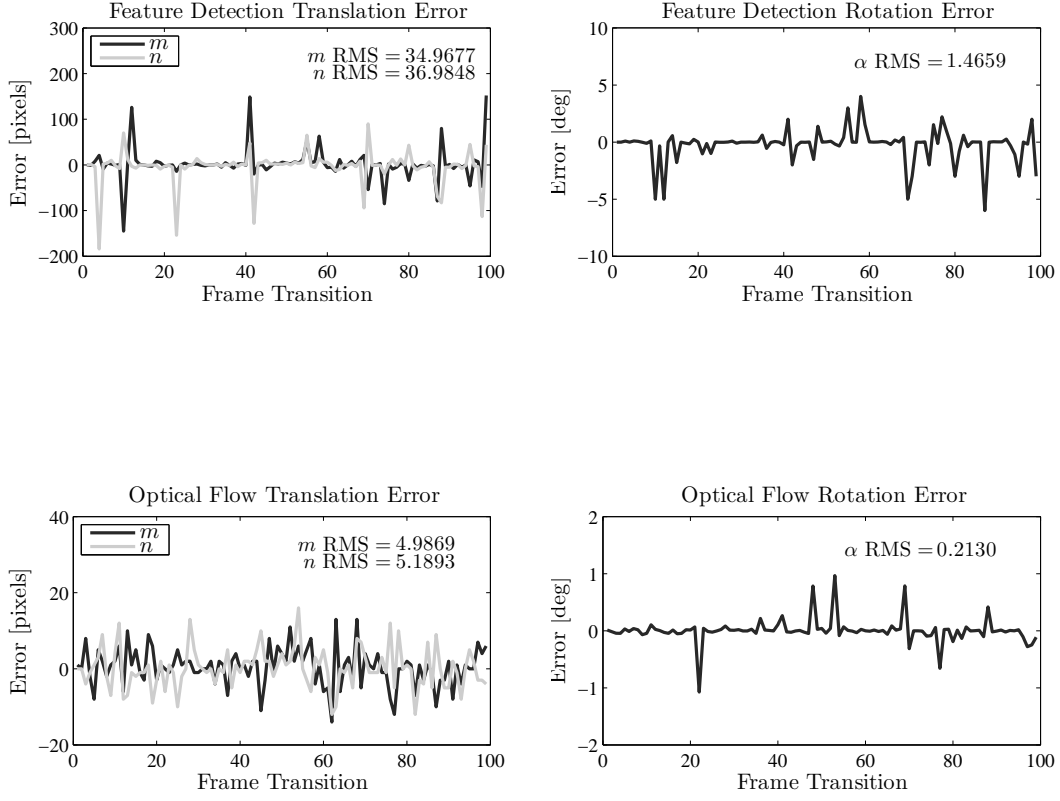 Feature Detection Translation Error
300
200
100
0
−100
−200
Error [pixels]
m
n
m RMS = 34.9677
n RMS = 36.9848
0 20 40 60 80 100
Frame Transition
Feature Detection Rotation Error
10
5
0
−5
−10
Error [deg]
α RMS = 1.4659
0 20 40 60 80 100
Frame Transition
Optical Flow Translation Error
40
20
0
−20
Error [pixels]
m
n
m RMS = 4.9869
n RMS = 5.1893
0 20 40 60 80 100
Frame Transition
Optical Flow Rotation Error
2
1
0
−1
−2
Error [deg]
α RMS = 0.2130
0 20 40 60 80 100
Frame Transition